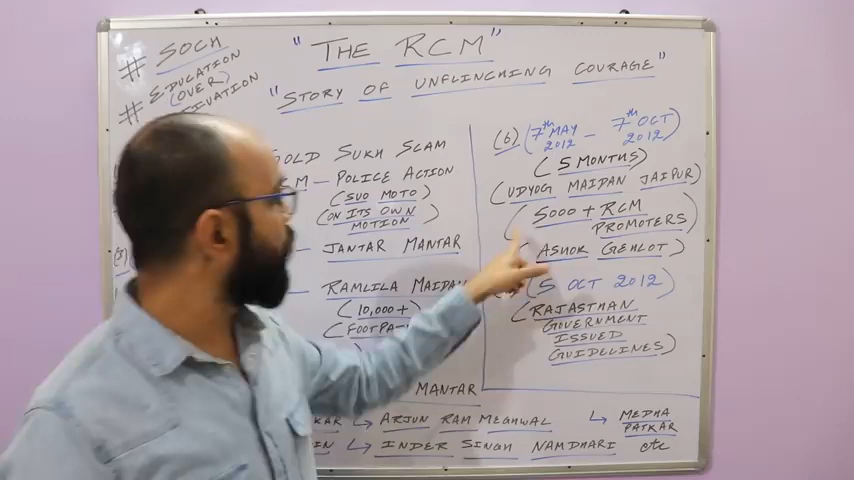 # SOCH
# EDUCATION
(OVER)
#
"THE RCM"
"STORY OF UNFLINCHING COURAGE"
GOLD SUKH SCAM
— POLICE ACTION
(SUO MOTO)
(ON ITS OWN
MOTION)
— JANTAR MANTAR
— RAMLILA MAIDAN
(10,000+)
MANTAR
↳ ARJUN RAM MEGHWAL
↳ INDER SINGH NAMDHARI
(6) (7th MAY 2012 – 7th OCT 2012)
(5 MONTHS)
(UDYOG MAIDAN JAIPUR)
(5000+ RCM
PROMOTERS)
ASHOK GEHLOT)
(5 OCT 2012)
(RAJASTHAN
GOVERNMENT
ISSUED
GUIDELINES)
↳ MEDHA
PATKAR
etc